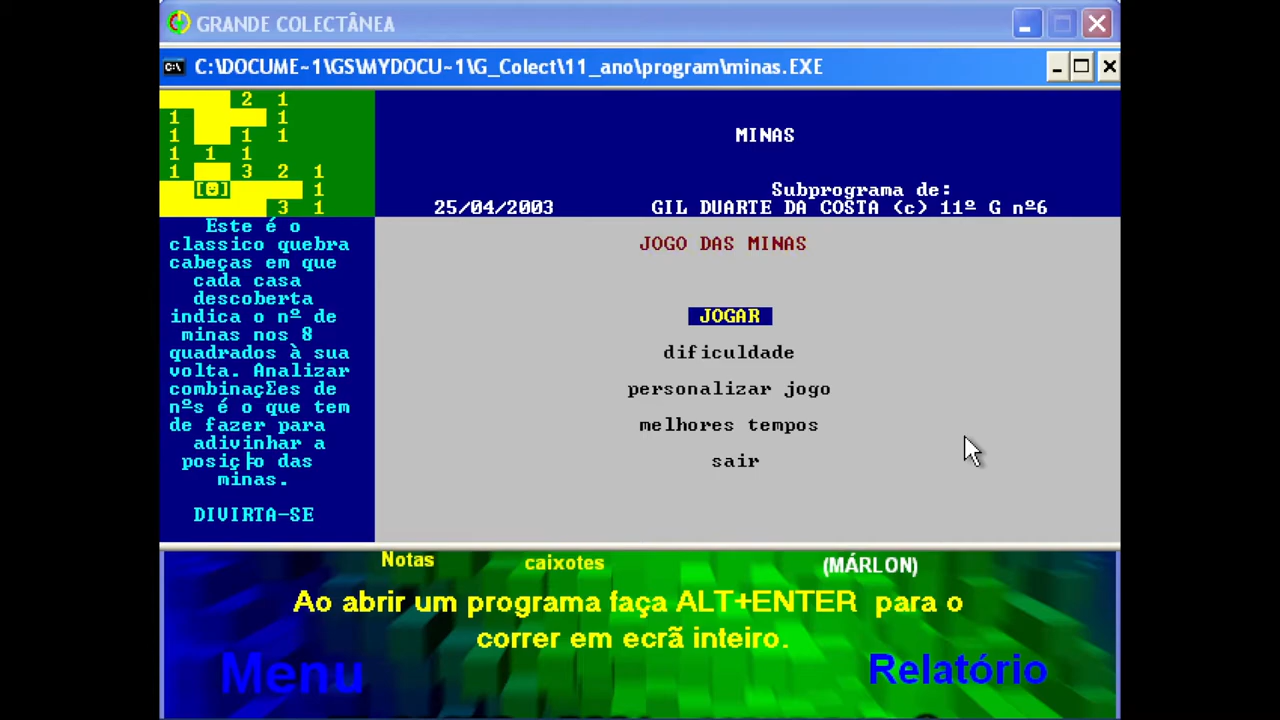 GRANDE COLECTÂNEA
C:\DOCUME~1\GS\MYDOCU~1\G_Colect\11_ano\program\minas.EXE
2 1
1 1
1 1 1
1 1 1
1 3 2 1
1
3 1
MINAS
Subprograma de:
25/04/2003 GIL DUARTE DA COSTA (c) 11º G nº6
Este é o
classico quebra
cabeças em que
cada casa
descoberta
indica o nº de
minas nos 8
quadrados à sua
volta. Analizar
combinaçΣes de
nºs é o que tem
de fazer para
adivinhar a
posiç├o das
minas.
DIVIRTA-SE
JOGO DAS MINAS
JOGAR
dificuldade
personalizar jogo
melhores tempos
sair
Notas caixotes (MÁRLON)
Ao abrir um programa faça ALT+ENTER para o
correr em ecrã inteiro.
Menu Relatório